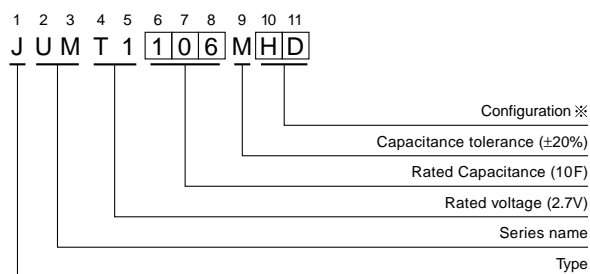 1 2 3 4 5 6 7 8 9 10 11
J U M T 1 1 0 6 M H D
Configuration ※
Capacitance tolerance (±20%)
Rated Capacitance (10F)
Rated voltage (2.7V)
Series name
Type